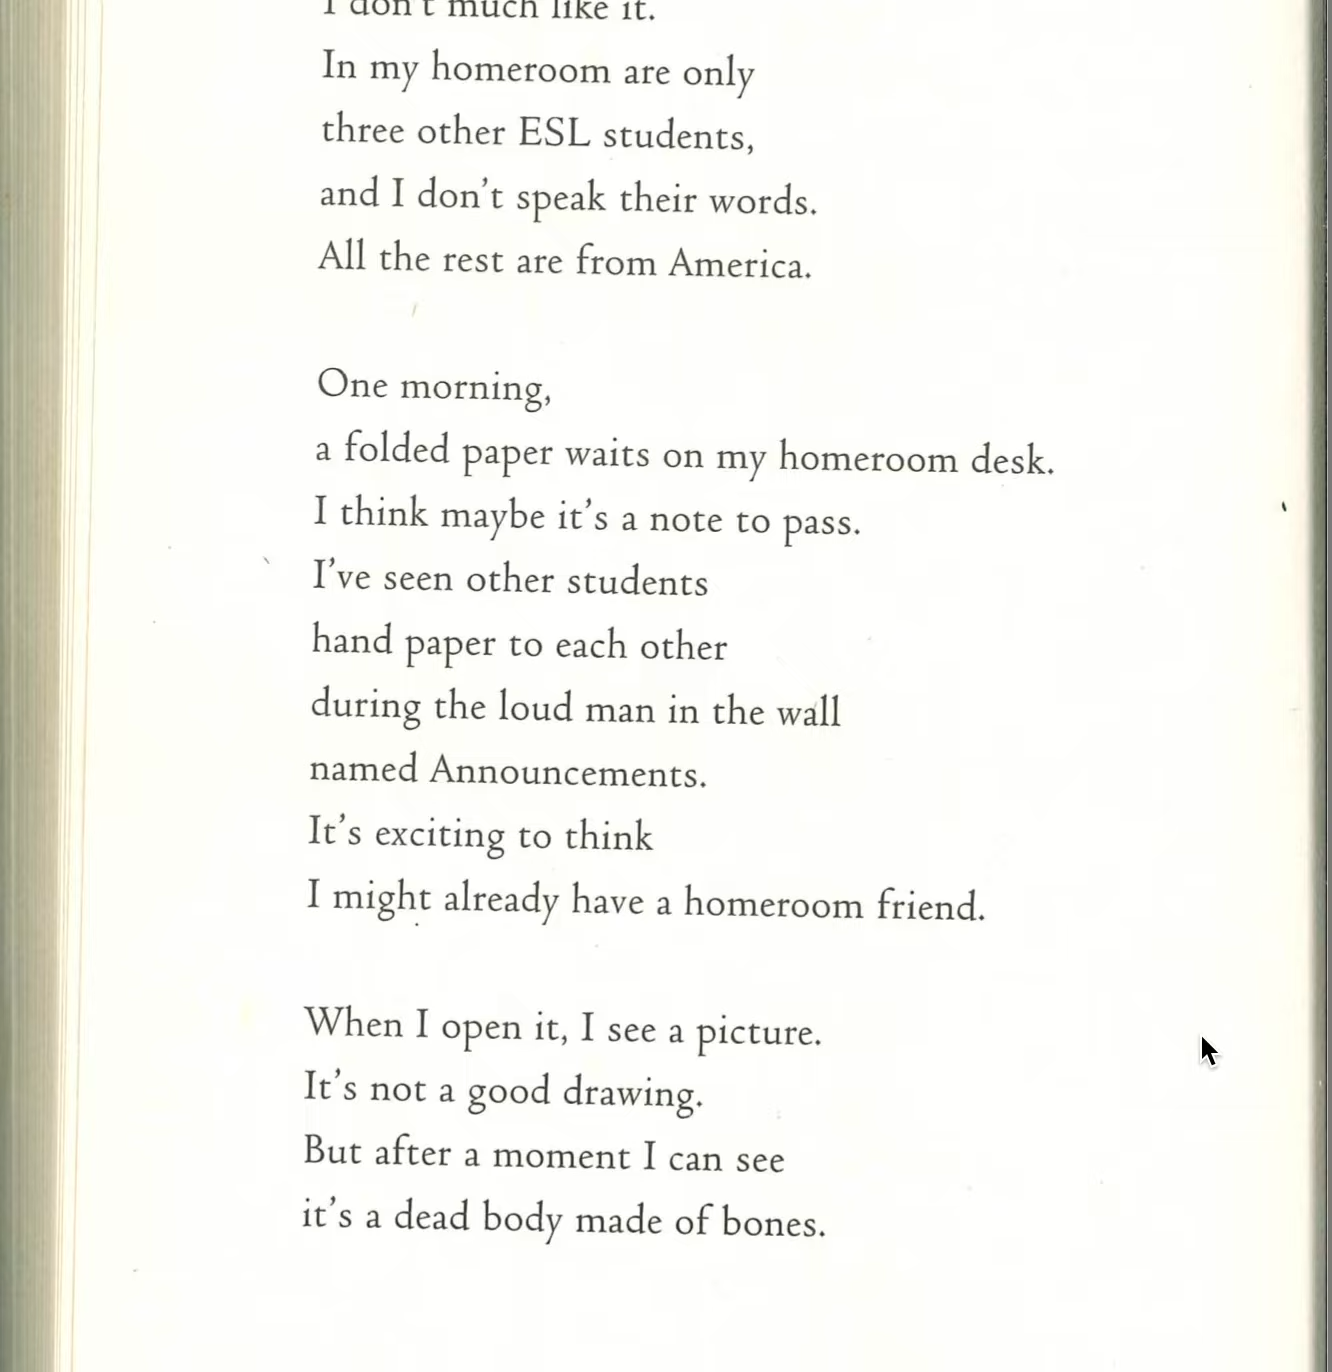 I don't much like it.
In my homeroom are only
three other ESL students,
and I don't speak their words.
All the rest are from America.
One morning,
a folded paper waits on my homeroom desk.
I think maybe it's a note to pass.
I've seen other students
hand paper to each other
during the loud man in the wall
named Announcements.
It's exciting to think
I might already have a homeroom friend.
When I open it, I see a picture.
It's not a good drawing.
But after a moment I can see
it's a dead body made of bones.